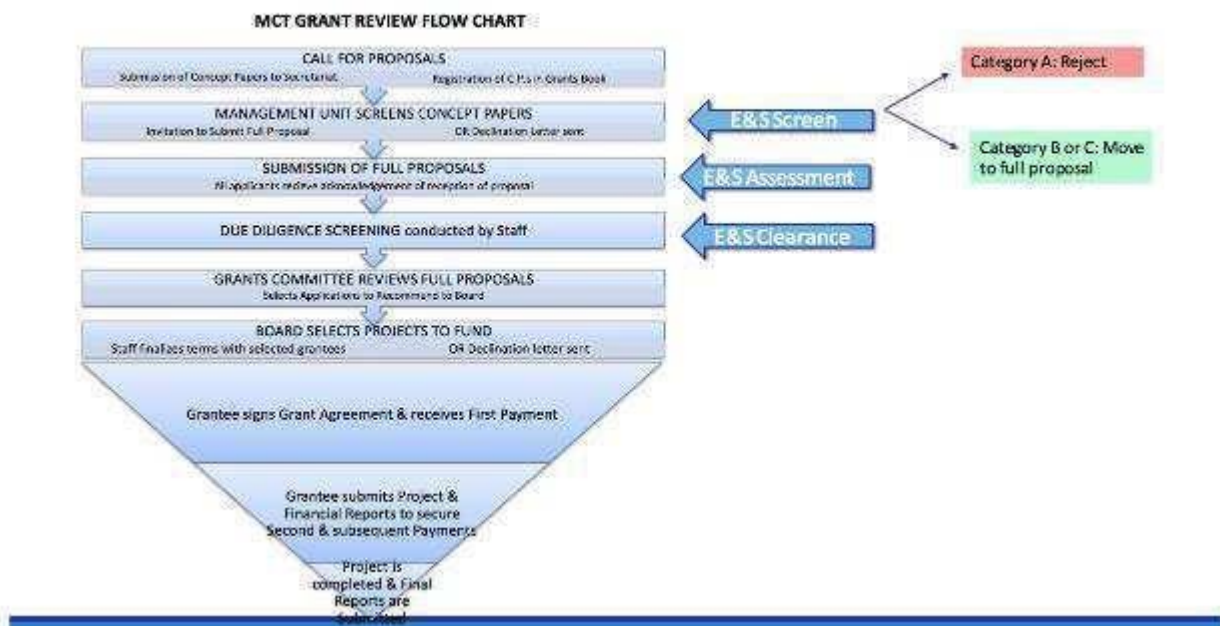 MCT GRANT REVIEW FLOW CHART
CALL FOR PROPOSALS
Submission of Concept Papers to Secretariat
Registration of C.P.s in Grants Book
MANAGEMENT UNIT SCREENS CONCEPT PAPERS
Invitation to Submit Full Proposal
OR Declination Letter sent
SUBMISSION OF FULL PROPOSALS
All applicants recieve acknowledgement of reception of proposal
DUE DILIGENCE SCREENING conducted by Staff
GRANTS COMMITTEE REVIEWS FULL PROPOSALS
Selects Applications to Recommend to Board
BOARD SELECTS PROJECTS TO FUND
Staff finalizes terms with selected grantees
OR Declination letter sent
Grantee signs Grant Agreement & receives First Payment
Grantee submits Project &
Financial Reports to secure
Second & subsequent Payments
Project is
completed & Final
Reports are
Submitted
E&S Screen
E&S Assessment
E&S Clearance
Category A: Reject
Category B or C: Move
to full proposal